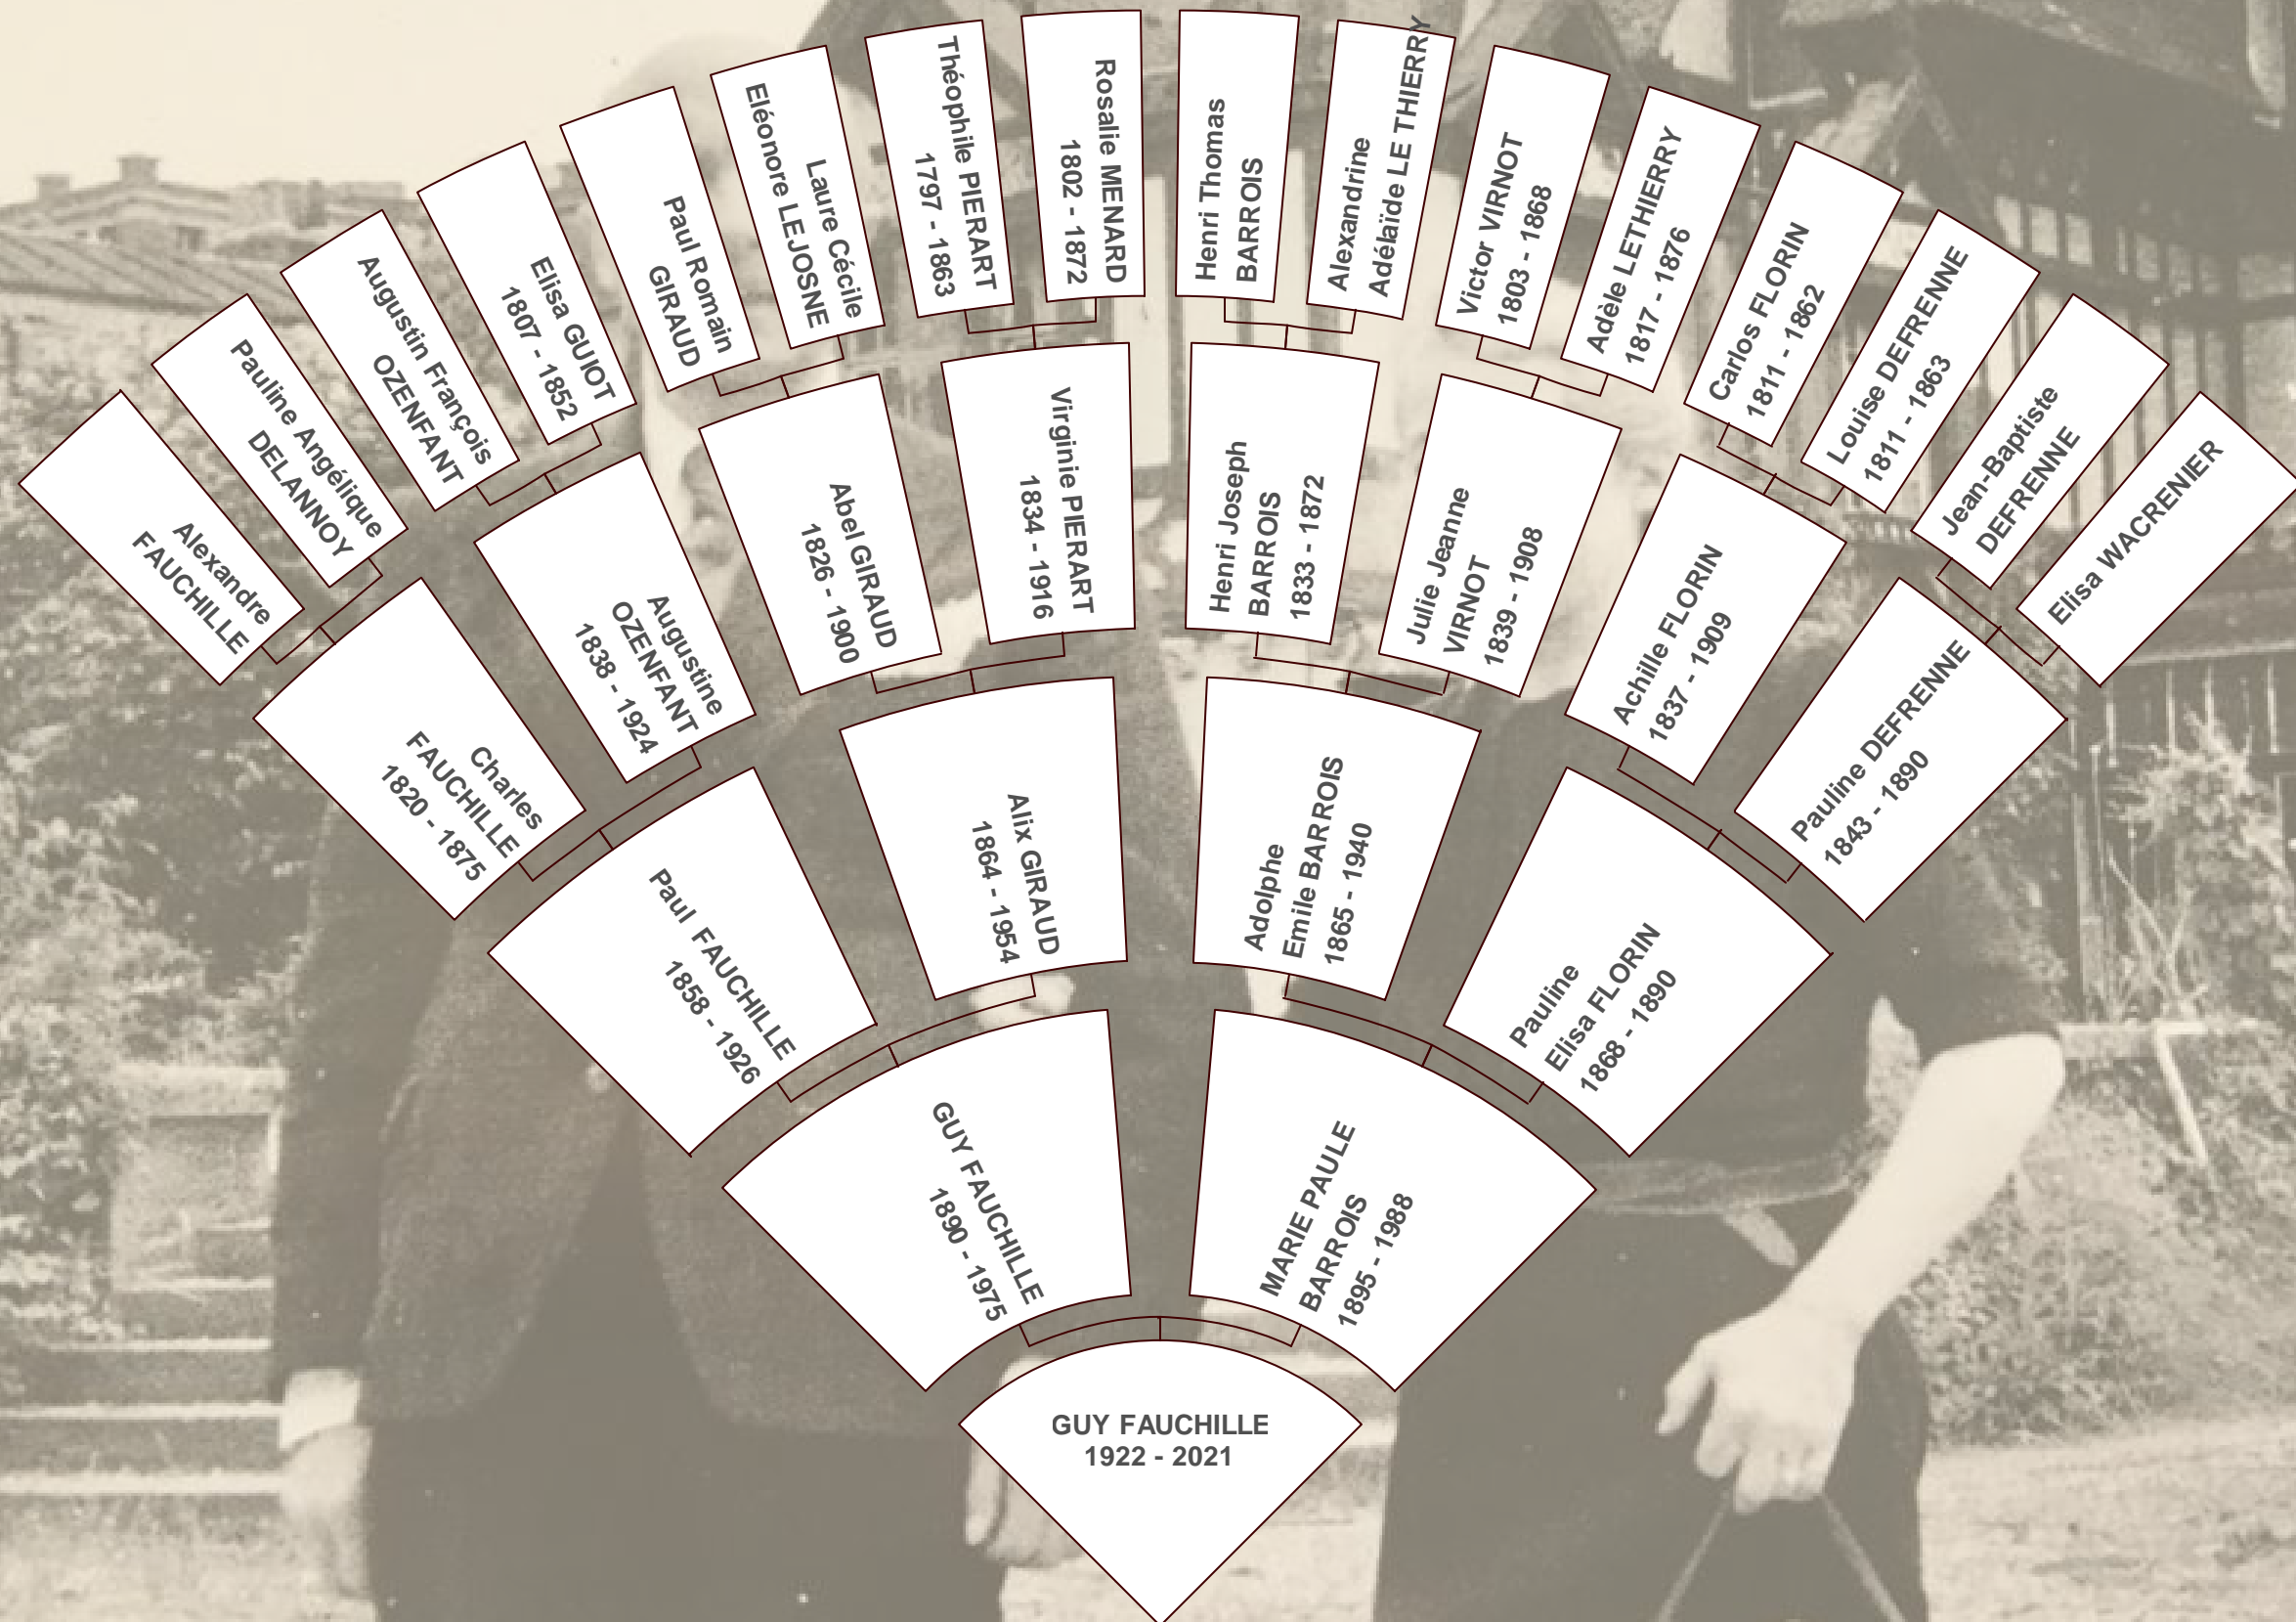 Alexandre
FAUCHILLE
Pauline Angélique
DELANNOY
Augustin François
OZENFANT
Elisa GUIOT
1807 - 1852
Paul Romain
GIRAUD
Laure Cécile
Eléonore LEJOSNE
Théophile PIERART
1797 - 1863
Rosalie MENARD
1802 - 1872
Henri Thomas
BARROIS
Alexandrine
Adélaïde LE THIERRY
Victor VIRNOT
1803 - 1868
Adèle LETHIERRY
1817 - 1876
Carlos FLORIN
1811 - 1862
Louise DEFRENNE
1811 - 1863
Jean-Baptiste
DEFRENNE
Elisa WACRENIER
Charles
FAUCHILLE
1820 - 1875
Augustine
OZENFANT
1838 - 1924
Abel GIRAUD
1826 - 1900
Virginie PIERART
1834 - 1916
Henri Joseph
BARROIS
1833 - 1872
Julie Jeanne
VIRNOT
1839 - 1908
Achille FLORIN
1837 - 1909
Pauline DEFRENNE
1843 - 1890
Paul FAUCHILLE
1858 - 1926
Alix GIRAUD
1864 - 1954
Adolphe
Emile BARROIS
1865 - 1940
Pauline
Elisa FLORIN
1868 - 1890
GUY FAUCHILLE
1890 - 1975
MARIE PAULE
BARROIS
1895 - 1988
GUY FAUCHILLE
1922 - 2021